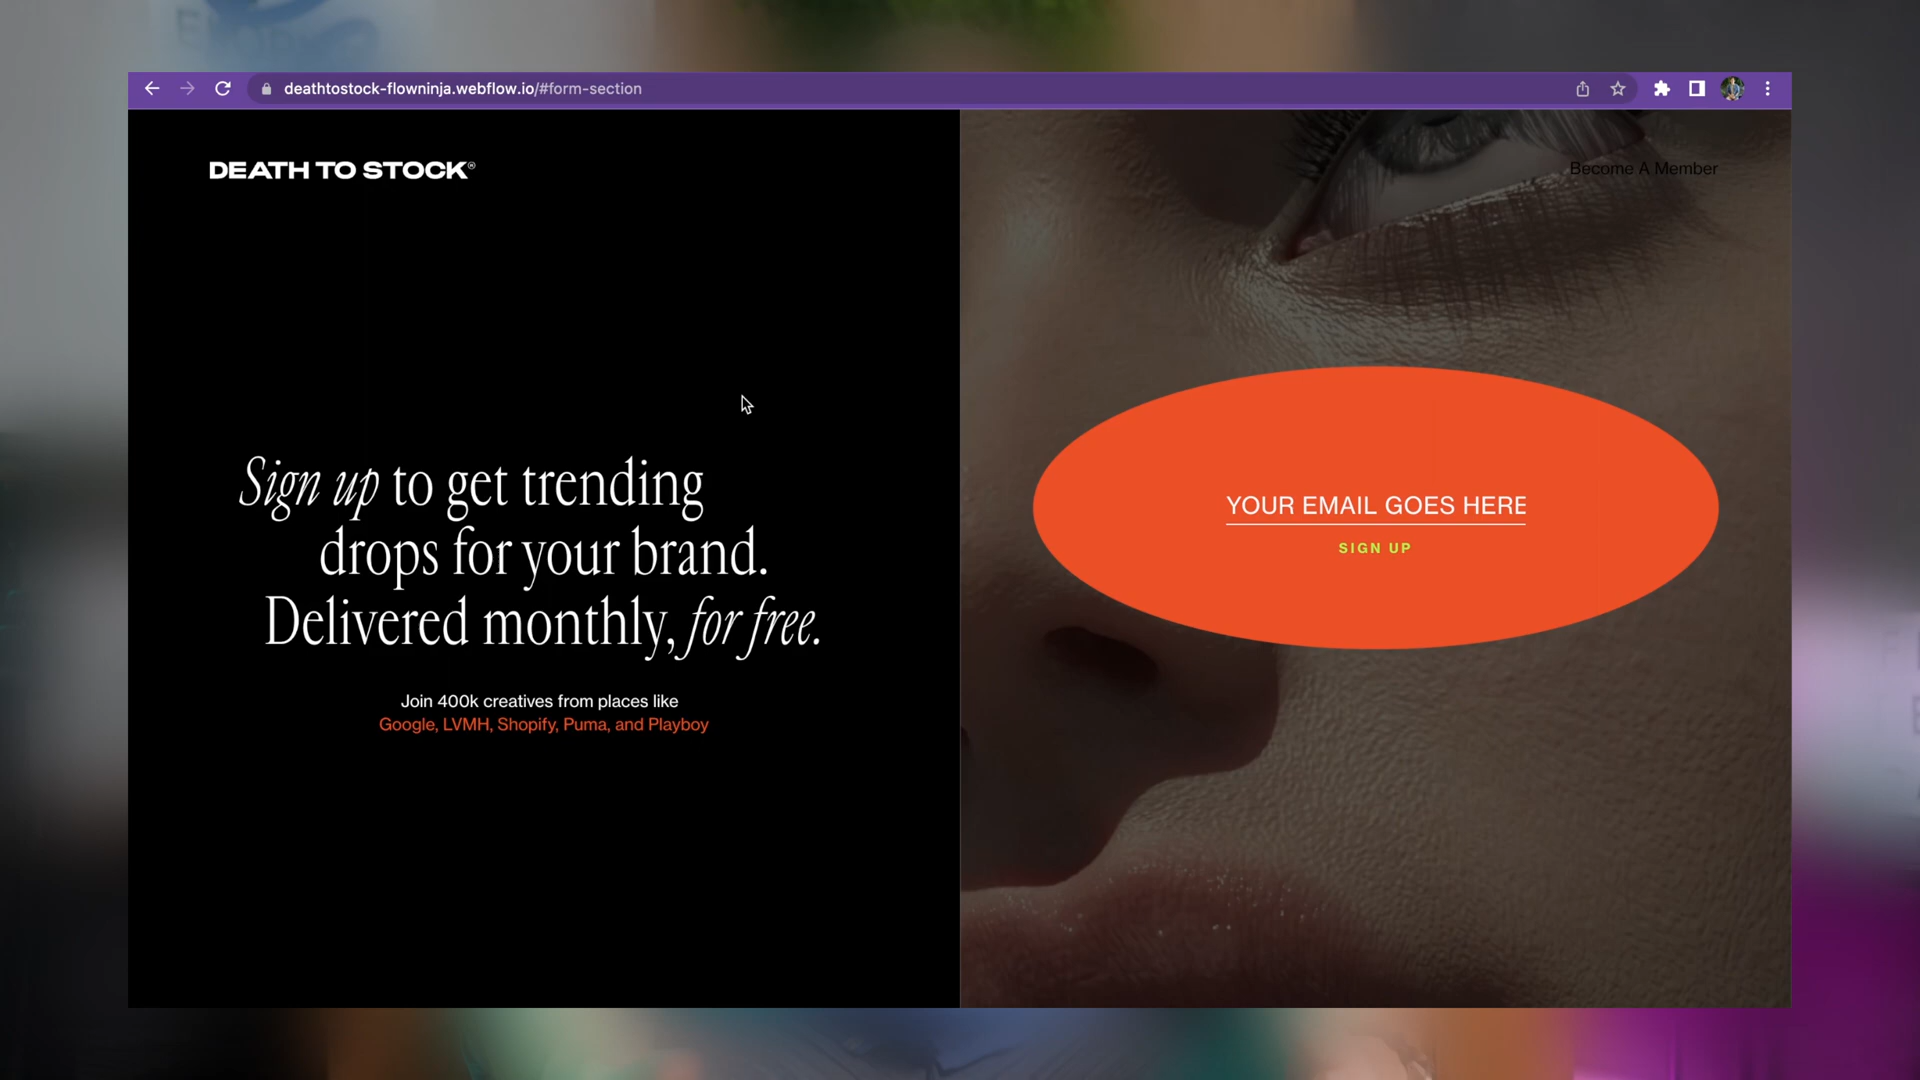 deathtostock-flowninja.webflow.io/#form-section
DEATH TO STOCK®
Become A Member
Sign up to get trending
drops for your brand.
Delivered monthly, for free.
Join 400k creatives from places like
Google, LVMH, Shopify, Puma, and Playboy
YOUR EMAIL GOES HERE
SIGN UP